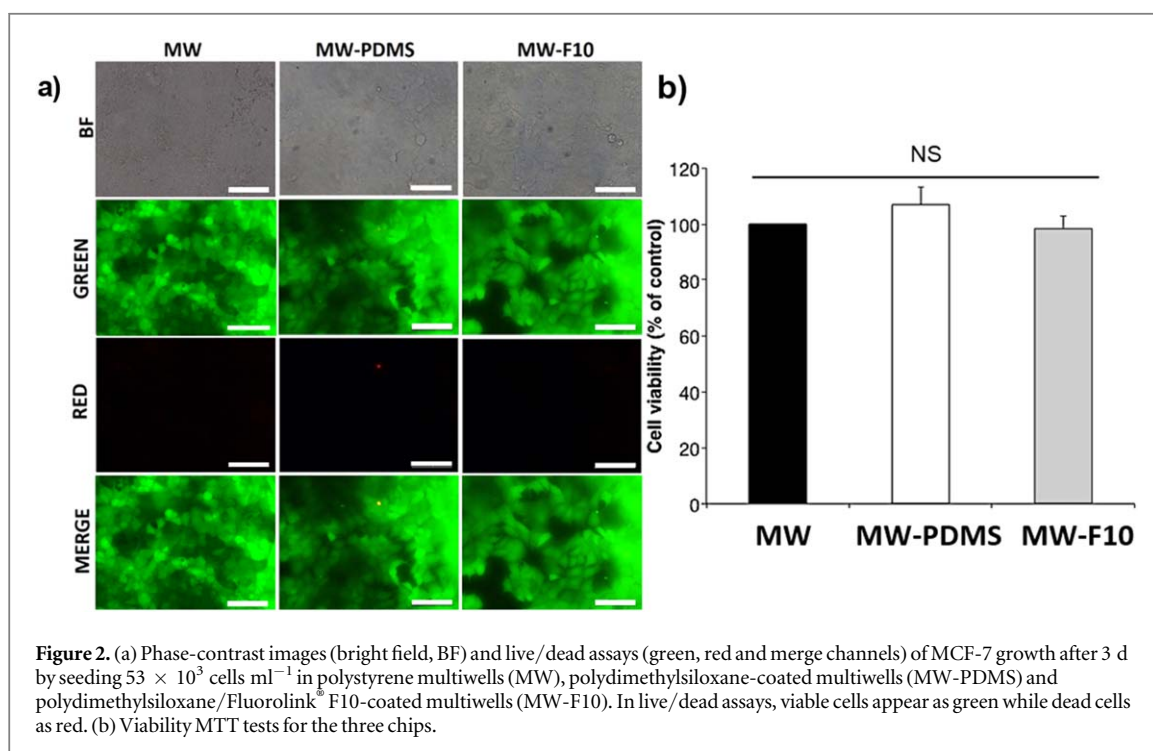 MW MW-PDMS MW-F10
a)
BF
GREEN
RED
MERGE
b)
NS
120
100
80
60
40
20
0
Cell viability (% of control)
MW MW-PDMS MW-F10
Figure 2. (a) Phase-contrast images (bright field, BF) and live/dead assays (green, red and merge channels) of MCF-7 growth after 3 d
by seeding 53 × 10³ cells ml⁻¹ in polystyrene multiwells (MW), polydimethylsiloxane-coated multiwells (MW-PDMS) and
polydimethylsiloxane/Fluorolink® F10-coated multiwells (MW-F10). In live/dead assays, viable cells appear as green while dead cells
as red. (b) Viability MTT tests for the three chips.